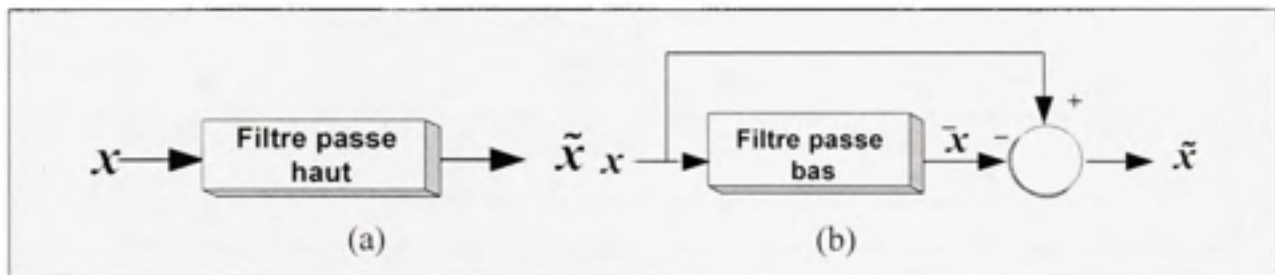 x
Filtre passe
haut
x̃
(a)
x
Filtre passe
bas
x̄
−
+
x̃
(b)